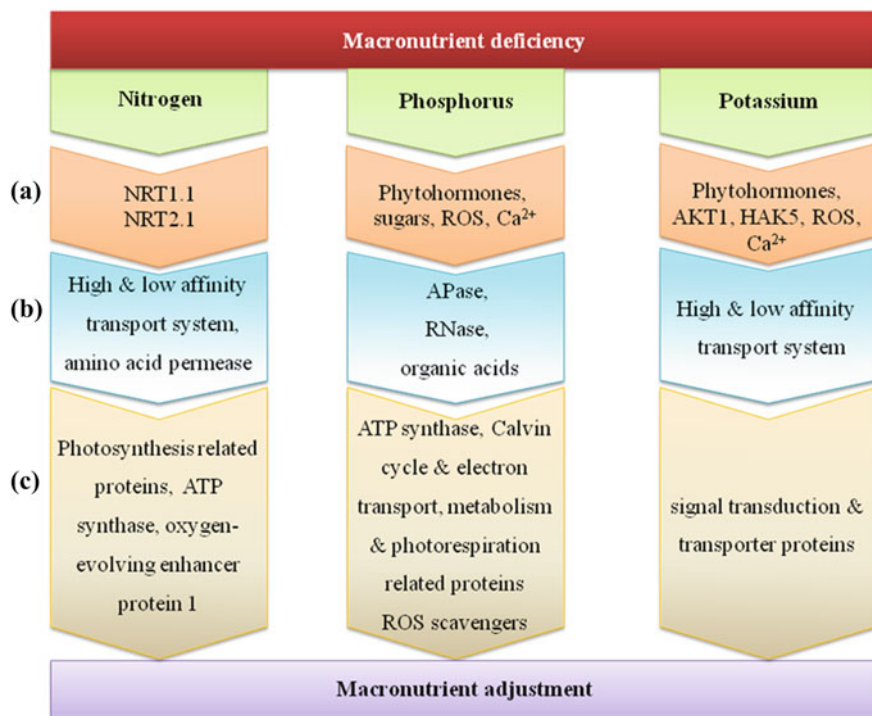 Macronutrient deficiency
Nitrogen
Phosphorus
Potassium
(a)
NRT1.1
NRT2.1
Phytohormones,
sugars, ROS, Ca²⁺
Phytohormones,
AKT1, HAK5, ROS,
Ca²⁺
(b)
High & low affinity
transport system,
amino acid permease
APase,
RNase,
organic acids
High & low affinity
transport system
(c)
Photosynthesis related
proteins, ATP
synthase, oxygen-
evolving enhancer
protein 1
ATP synthase, Calvin
cycle & electron
transport, metabolism
& photorespiration
related proteins
ROS scavengers
signal transduction &
transporter proteins
Macronutrient adjustment